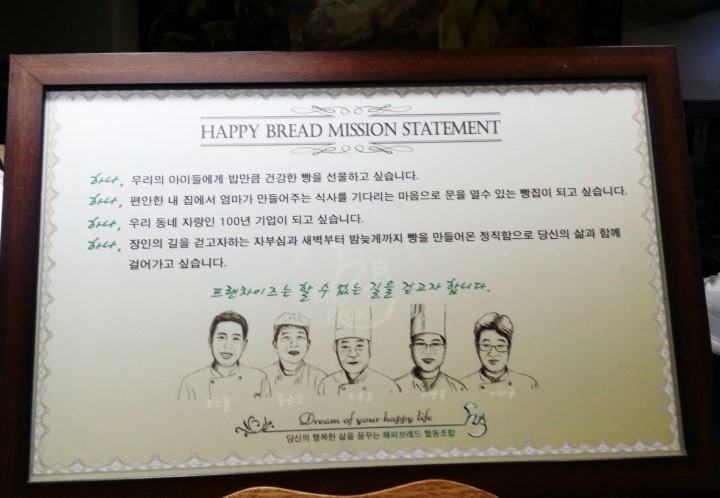 HAPPY BREAD MISSION STATEMENT
하나, 우리의 아이들에게 밥만큼 건강한 빵을 선물하고 싶습니다.
하나, 편안한 내 집에서 엄마가 만들어주는 식사를 기다리는 마음으로 문을 열수 있는 빵집이 되고 싶습니다.
하나, 우리 동네 자랑인 100년 기업이 되고 싶습니다.
하나, 장인의 길을 걷고자하는 자부심과 새벽부터 밤늦게까지 빵을 만들어온 정직함으로 당신의 삶과 함께
걸어가고 싶습니다.
프랜차이즈는 할 수 없는 길을 걷고자 합니다.
Dream of your happy life
당신의 행복한 삶을 꿈꾸는 해피브래드 협동조합